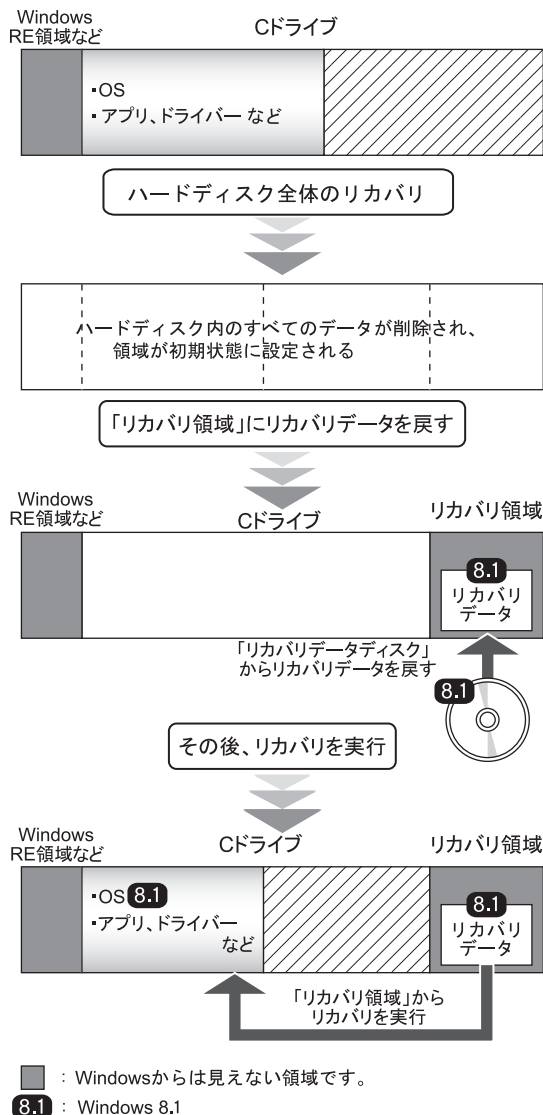 Windows
RE領域など
Cドライブ
▪OS
▪アプリ、ドライバー など
ハードディスク全体のリカバリ
ハードディスク内のすべてのデータが削除され、
領域が初期状態に設定される
「リカバリ領域」にリカバリデータを戻す
Windows
RE領域など
Cドライブ
リカバリ領域
8.1
リカバリ
データ
「リカバリデータディスク」
からリカバリデータを戻す
8.1
その後、リカバリを実行
Windows
RE領域など
Cドライブ
リカバリ領域
▪OS 8.1
▪アプリ、ドライバー
など
8.1
リカバリ
データ
「リカバリ領域」から
リカバリを実行
：Windowsからは見えない領域です。
8.1：Windows 8.1